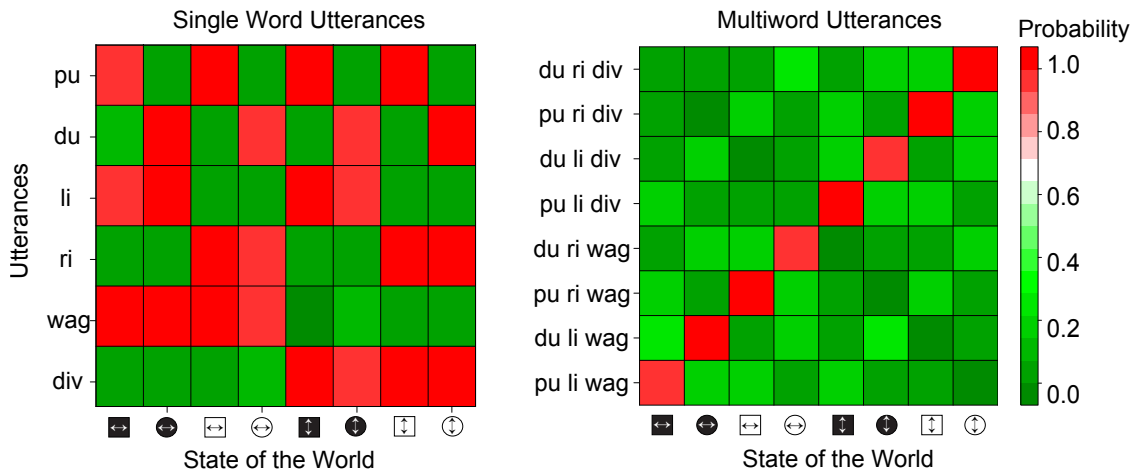 Single Word Utterances
Multiword Utterances
Probability
Utterances
pu
du
li
ri
wag
div
State of the World
du ri div
pu ri div
du li div
pu li div
du ri wag
pu ri wag
du li wag
pu li wag
State of the World
1.0
0.8
0.6
0.4
0.2
0.0